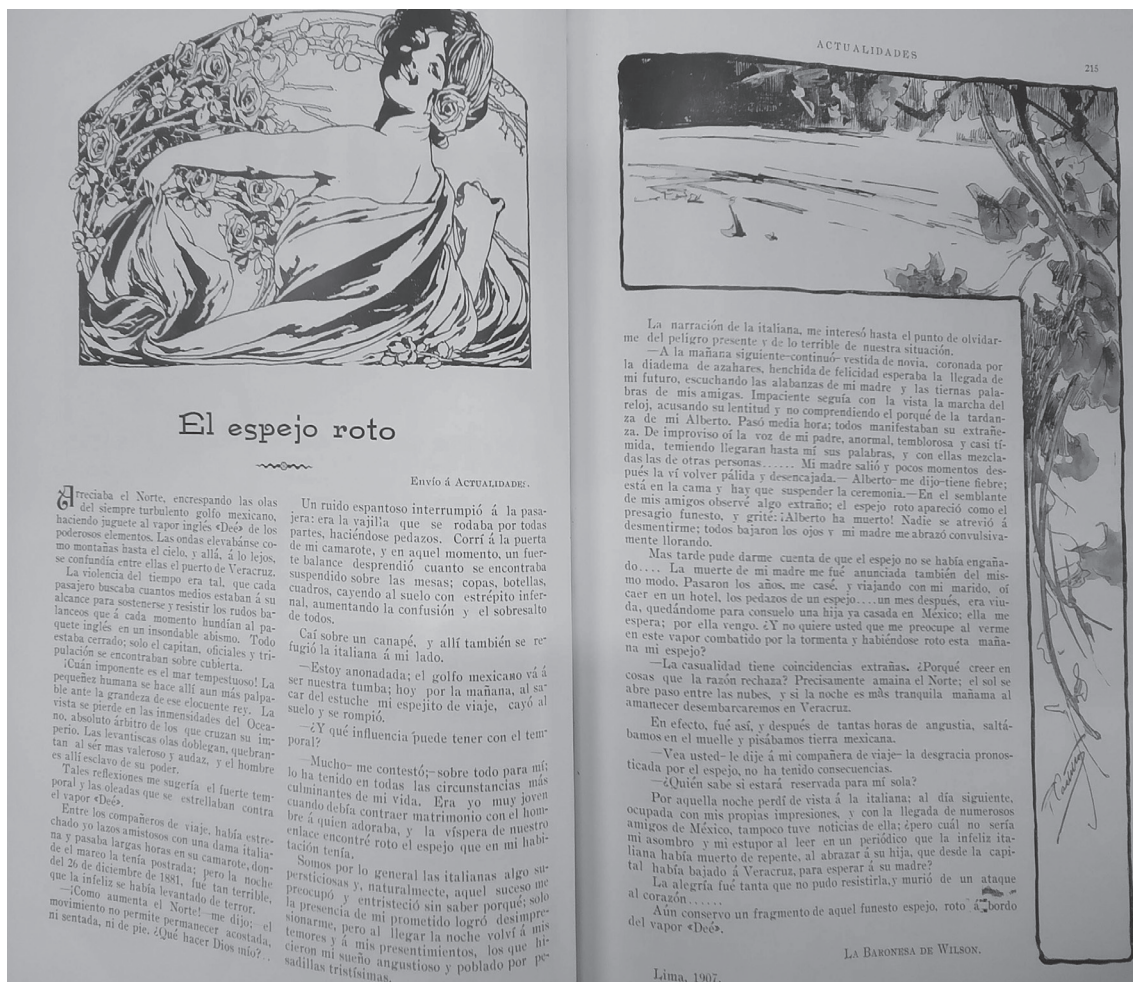 El espejo roto
Envío á ACTUALIDADES.
Arreciaba el Norte, encrespando las olas
del siempre turbulento golfo mexicano,
haciendo juguete al vapor inglés «Deé» de los
poderosos elementos. Las ondas elevábanse co-
mo montañas hasta el cielo, y allá, á lo lejos,
se confundía entre ellas el puerto de Veracruz.
La violencia del tiempo era tal, que cada
pasajero buscaba cuantos medios estaban á su
alcance para sostenerse y resistir los rudos ba-
lanceos que á cada momento hundían al pa-
quete inglés en un insondable abismo. Todo
estaba cerrado; solo el capitan, oficiales y tri-
pulación se encontraban sobre cubierta.
¡Cuán imponente es el mar tempestuoso! La
pequeñez humana se hace allí aun más palpa-
ble ante la grandeza de ese elocuente rey. La
vista se pierde en las inmensidades del Ocea-
no, absoluto árbitro de los que cruzan su im-
perio. Las levantiscas olas doblegan, quebran-
tan al sér mas valeroso y audaz, y el hombre
es allí esclavo de su poder.
Tales reflexiones me sugería el fuerte tem-
poral y las oleadas que se estrellaban contra
el vapor «Deé».
Entre los compañeros de viaje, había estre-
chado yo lazos amistosos con una dama italia-
na y pasaba largas horas en su camarote, don-
de el mareo la tenía postrada; pero la noche
del 26 de diciembre de 1881, fué tan terrible,
que la infeliz se había levantado de terror.
—¡Como aumenta el Norte!—me dijo; el
movimiento no permite permanecer acostada,
ni sentada, ni de pie. ¿Qué hacer Dios mío?..
Un ruido espantoso interrumpió á la pasa-
jera: era la vajilla que se rodaba por todas
partes, haciéndose pedazos. Corrí á la puerta
de mi camarote, y en aquel momento, un fuer-
te balance desprendió cuanto se encontraba
suspendido sobre las mesas; copas, botellas,
cuadros, cayendo al suelo con estrépito infer-
nal, aumentando la confusión y el sobresalto
de todos.
Caí sobre un canapé, y allí también se re-
fugió la italiana á mi lado.
—Estoy anonadada; el golfo mexicano vá á
ser nuestra tumba; hoy por la mañana, al sa-
car del estuche mi espejito de viaje, cayó al
suelo y se rompió.
—¿Y qué influencia puede tener con el tem-
poral?
—Mucho— me contestó;—sobre todo para mí;
lo ha tenido en todas las circunstancias más
culminantes de mi vida. Era yo muy joven
cuando debía contraer matrimonio con el hom-
bre á quien adoraba, y la víspera de nuestro
enlace encontré roto el espejo que en mi habi-
tación tenía.
Somos por lo general las italianas algo su-
persticiosas y, naturalmecte, aquel suceso me
preocupó y entristeció sin saber porqué; solo
la presencia de mi prometido logró desimpre-
sionarme, pero al llegar la noche volví á mis
temores y á mis presentimientos, los que hi-
cieron mi sueño angustioso y poblado por pe-
sadillas tristísimas.
ACTUALIDADES
215
La narración de la italiana, me interesó hasta el punto de olvidar-
me del peligro presente y de lo terrible de nuestra situación.
—A la mañana siguiente—continuó— vestida de novia, coronada por
la diadema de azahares, henchida de felicidad esperaba la llegada de
mi futuro, escuchando las alabanzas de mi madre y las tiernas pala-
bras de mis amigas. Impaciente seguía con la vista la marcha del
reloj, acusando su lentitud y no comprendiendo el porqué de la tardan-
za de mi Alberto. Pasó media hora; todos manifestaban su extrañe-
za. De improviso oí la voz de mi padre, anormal, temblorosa y casi tí-
mida, temiendo llegaran hasta mí sus palabras, y con ellas mezcla-
das las de otras personas...... Mi madre salió y pocos momentos des-
pués la ví volver pálida y desencajada.— Alberto—me dijo—tiene fiebre;
está en la cama y hay que suspender la ceremonia.—En el semblante
de mis amigos observé algo extraño; el espejo roto apareció como el
presagio funesto, y grité: ¡Alberto ha muerto! Nadie se atrevió á
desmentirme; todos bajaron los ojos y mi madre me abrazó convulsiva-
mente llorando.
Mas tarde pude darme cuenta de que el espejo no se había engaña-
do.... La muerte de mi madre me fué anunciada también del mis-
mo modo. Pasaron los años, me casé, y viajando con mi marido, oí
caer en un hotel, los pedazos de un espejo....un mes después, era viu-
da, quedándome para consuelo una hija ya casada en México; ella me
espera; por ella vengo. ¿Y no quiere usted que me preocupe al verme
en este vapor combatido por la tormenta y habiéndose roto esta maña-
na mi espejo?
—La casualidad tiene coincidencias extrañas. ¿Porqué creer en
cosas que la razón rechaza? Precisamente amaina el Norte; el sol se
abre paso entre las nubes, y si la noche es màs tranquila mañama al
amanecer desembarcaremos en Veracruz.
En efecto, fué así, y después de tantas horas de angustia, saltá-
bamos en el muelle y pisábamos tierra mexicana.
—Vea usted— le dije á mi compañera de viaje— la desgracia pronos-
ticada por el espejo, no ha tenido consecuencias.
—¿Quién sabe si estará reservada para mí sola?
Por aquella noche perdí de vista á la italiana; al día siguiente,
ocupada con mis propias impresiones, y con la llegada de numerosos
amigos de México, tampoco tuve noticias de ella; ¿pero cuál no sería
mi asombro y mi estupor al leer en un periódico que la infeliz ita-
liana había muerto de repente, al abrazar á su hija, que desde la capi-
tal había bajado á Veracruz, para esperar á su madre?
La alegría fué tanta que no pudo resistirla,y murió de un ataque
al corazón......
Aún conservo un fragmento de aquel funesto espejo, roto á bordo
del vapor «Deé».
LA BARONESA DE WILSON.
Lima, 1907.